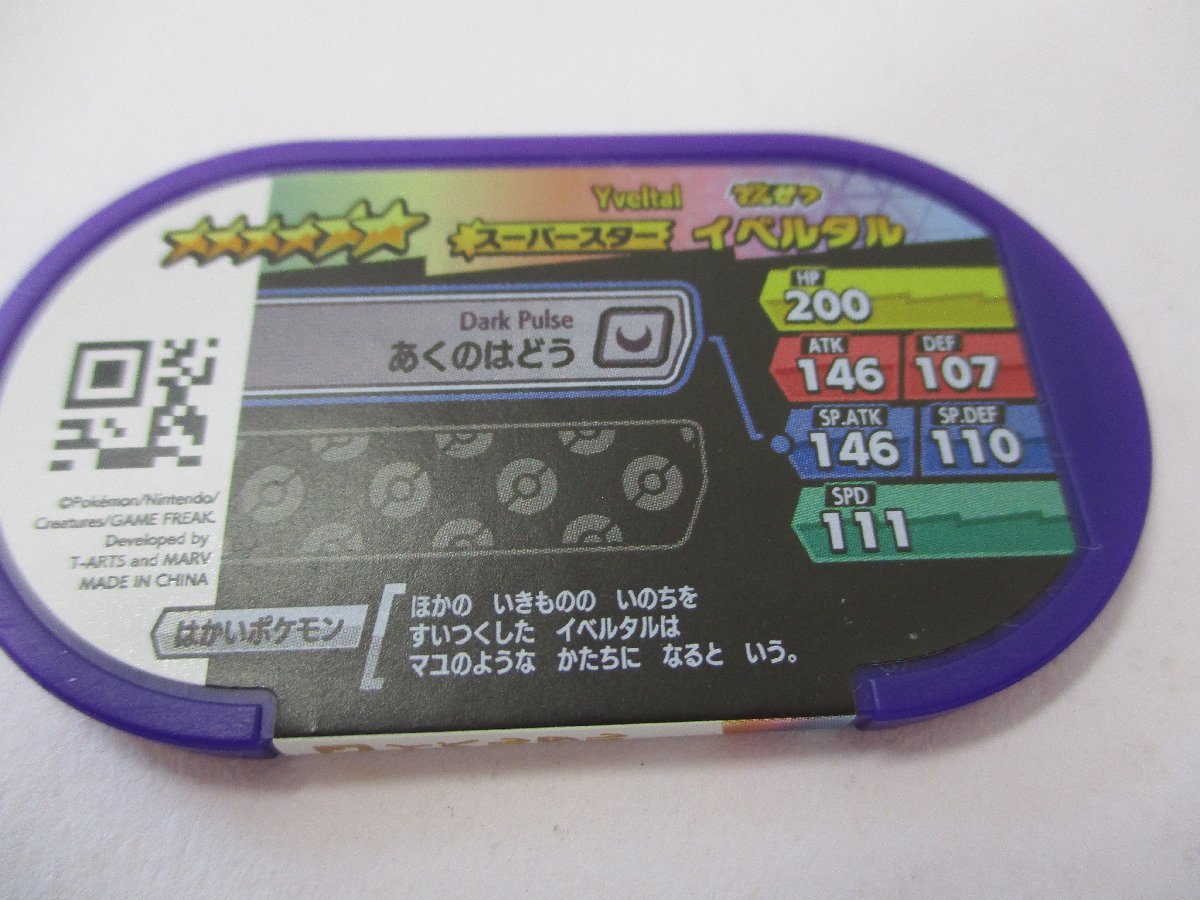 Yveltal でんせつ
スーパースター イベルタル
Dark Pulse
あくのはどう
HP
200
ATK DEF
146 107
SP.ATK SP.DEF
146 110
SPD
111
©Pokémon/Nintendo/
Creatures/GAME FREAK.
Developed by
T-ARTS and MARV
MADE IN CHINA
はかいポケモン
ほかの いきものの いのちを
すいつくした イベルタルは
マユのような かたちに なると いう。